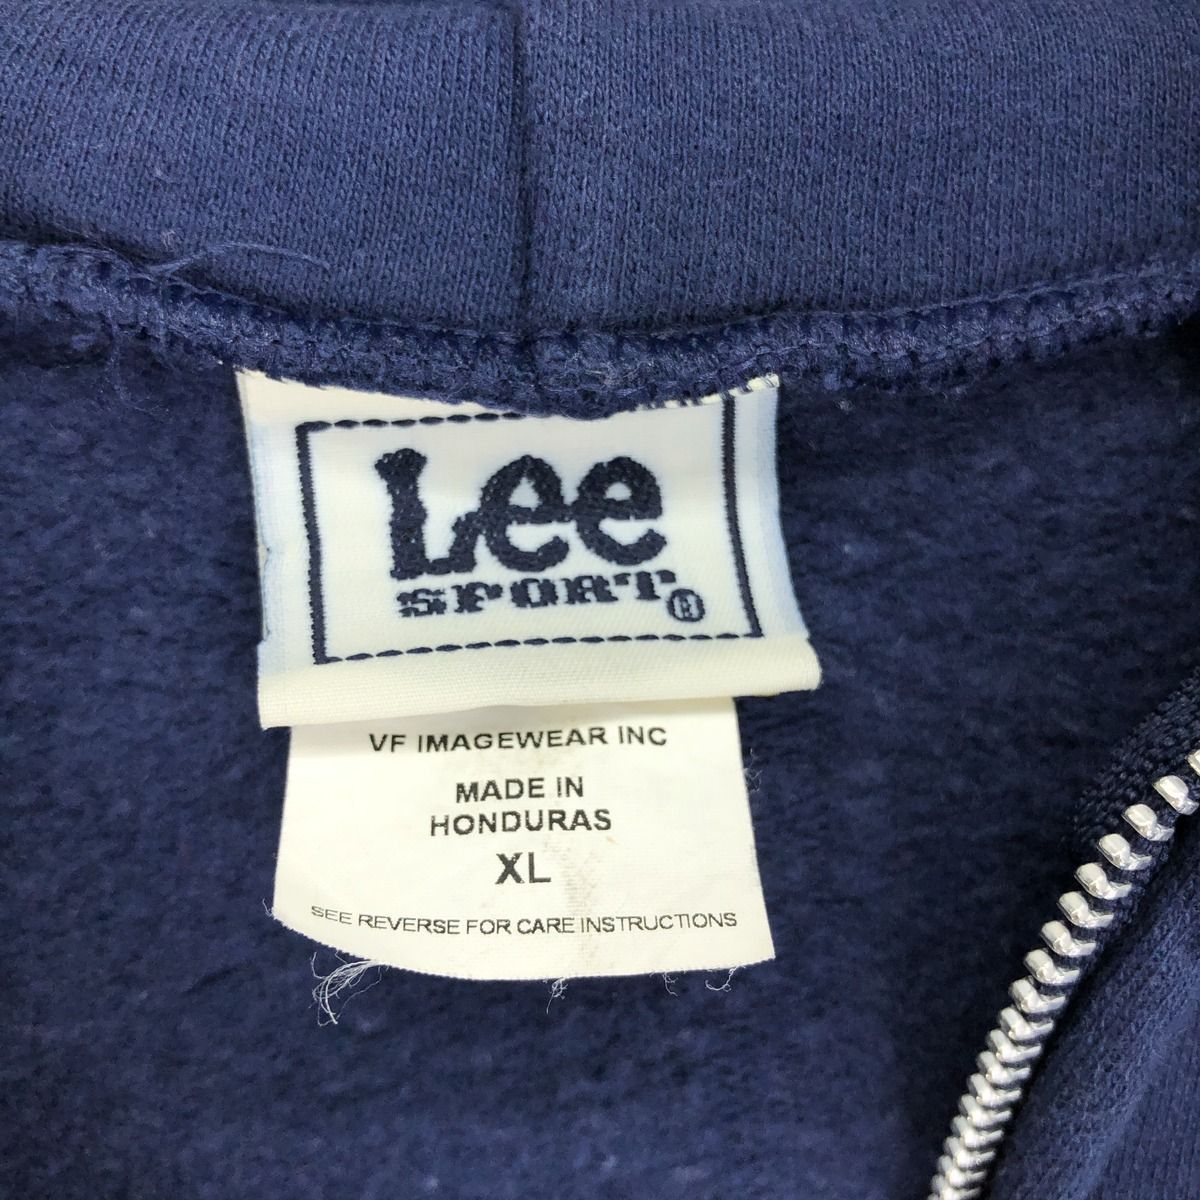 Lee
SPORT®
VF IMAGEWEAR INC
MADE IN
HONDURAS
XL
SEE REVERSE FOR CARE INSTRUCTIONS